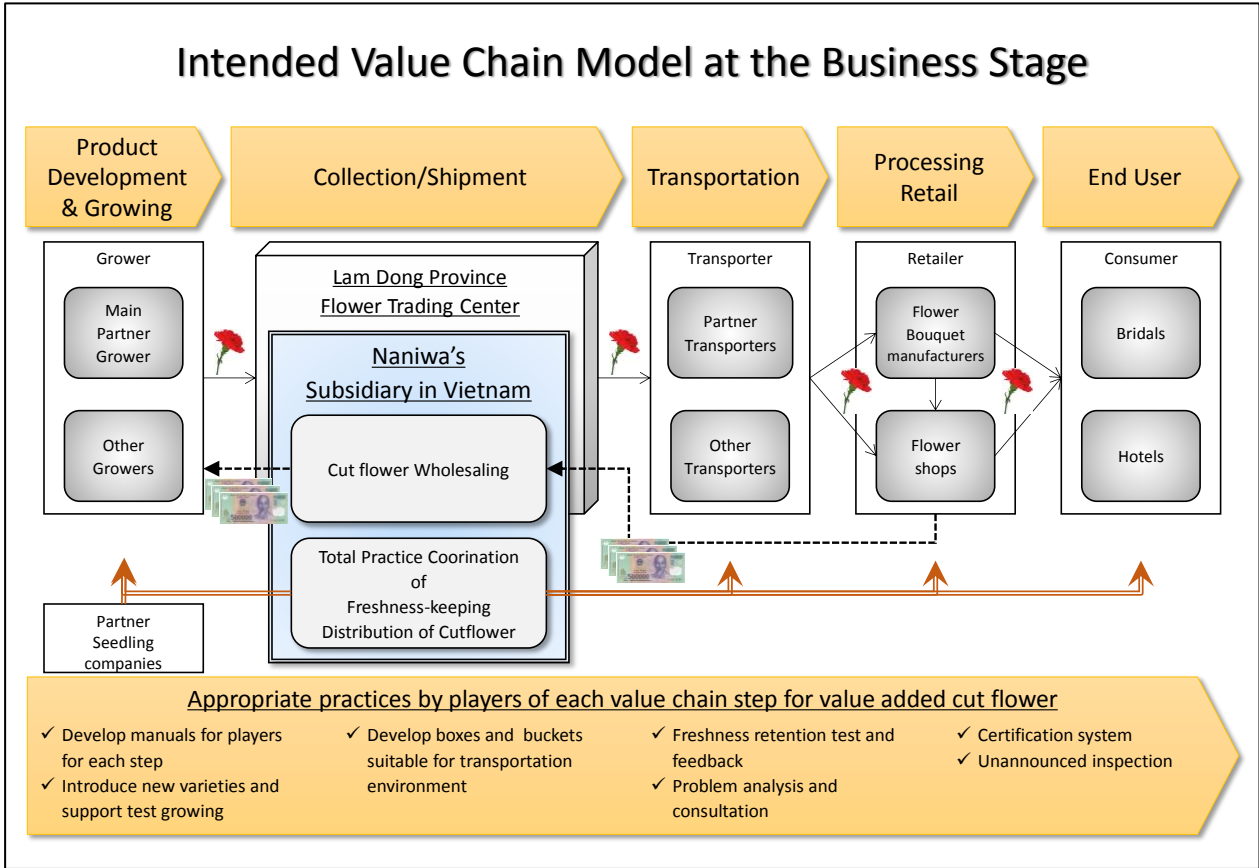 Intended Value Chain Model at the Business Stage
Product
Development
& Growing
Collection/Shipment
Transportation
Processing
Retail
End User
Grower
Main
Partner
Grower
Other
Growers
Lam Dong Province
Flower Trading Center
Naniwa's
Subsidiary in Vietnam
Cut flower Wholesaling
Total Practice Coorination
of
Freshness-keeping
Distribution of Cutflower
Transporter
Partner
Transporters
Other
Transporters
Retailer
Flower
Bouquet
manufacturers
Flower
shops
Consumer
Bridals
Hotels
Partner
Seedling
companies
Appropriate practices by players of each value chain step for value added cut flower
✓ Develop manuals for players
for each step
✓ Introduce new varieties and
support test growing
✓ Develop boxes and buckets
suitable for transportation
environment
✓ Freshness retention test and
feedback
✓ Problem analysis and
consultation
✓ Certification system
✓ Unannounced inspection